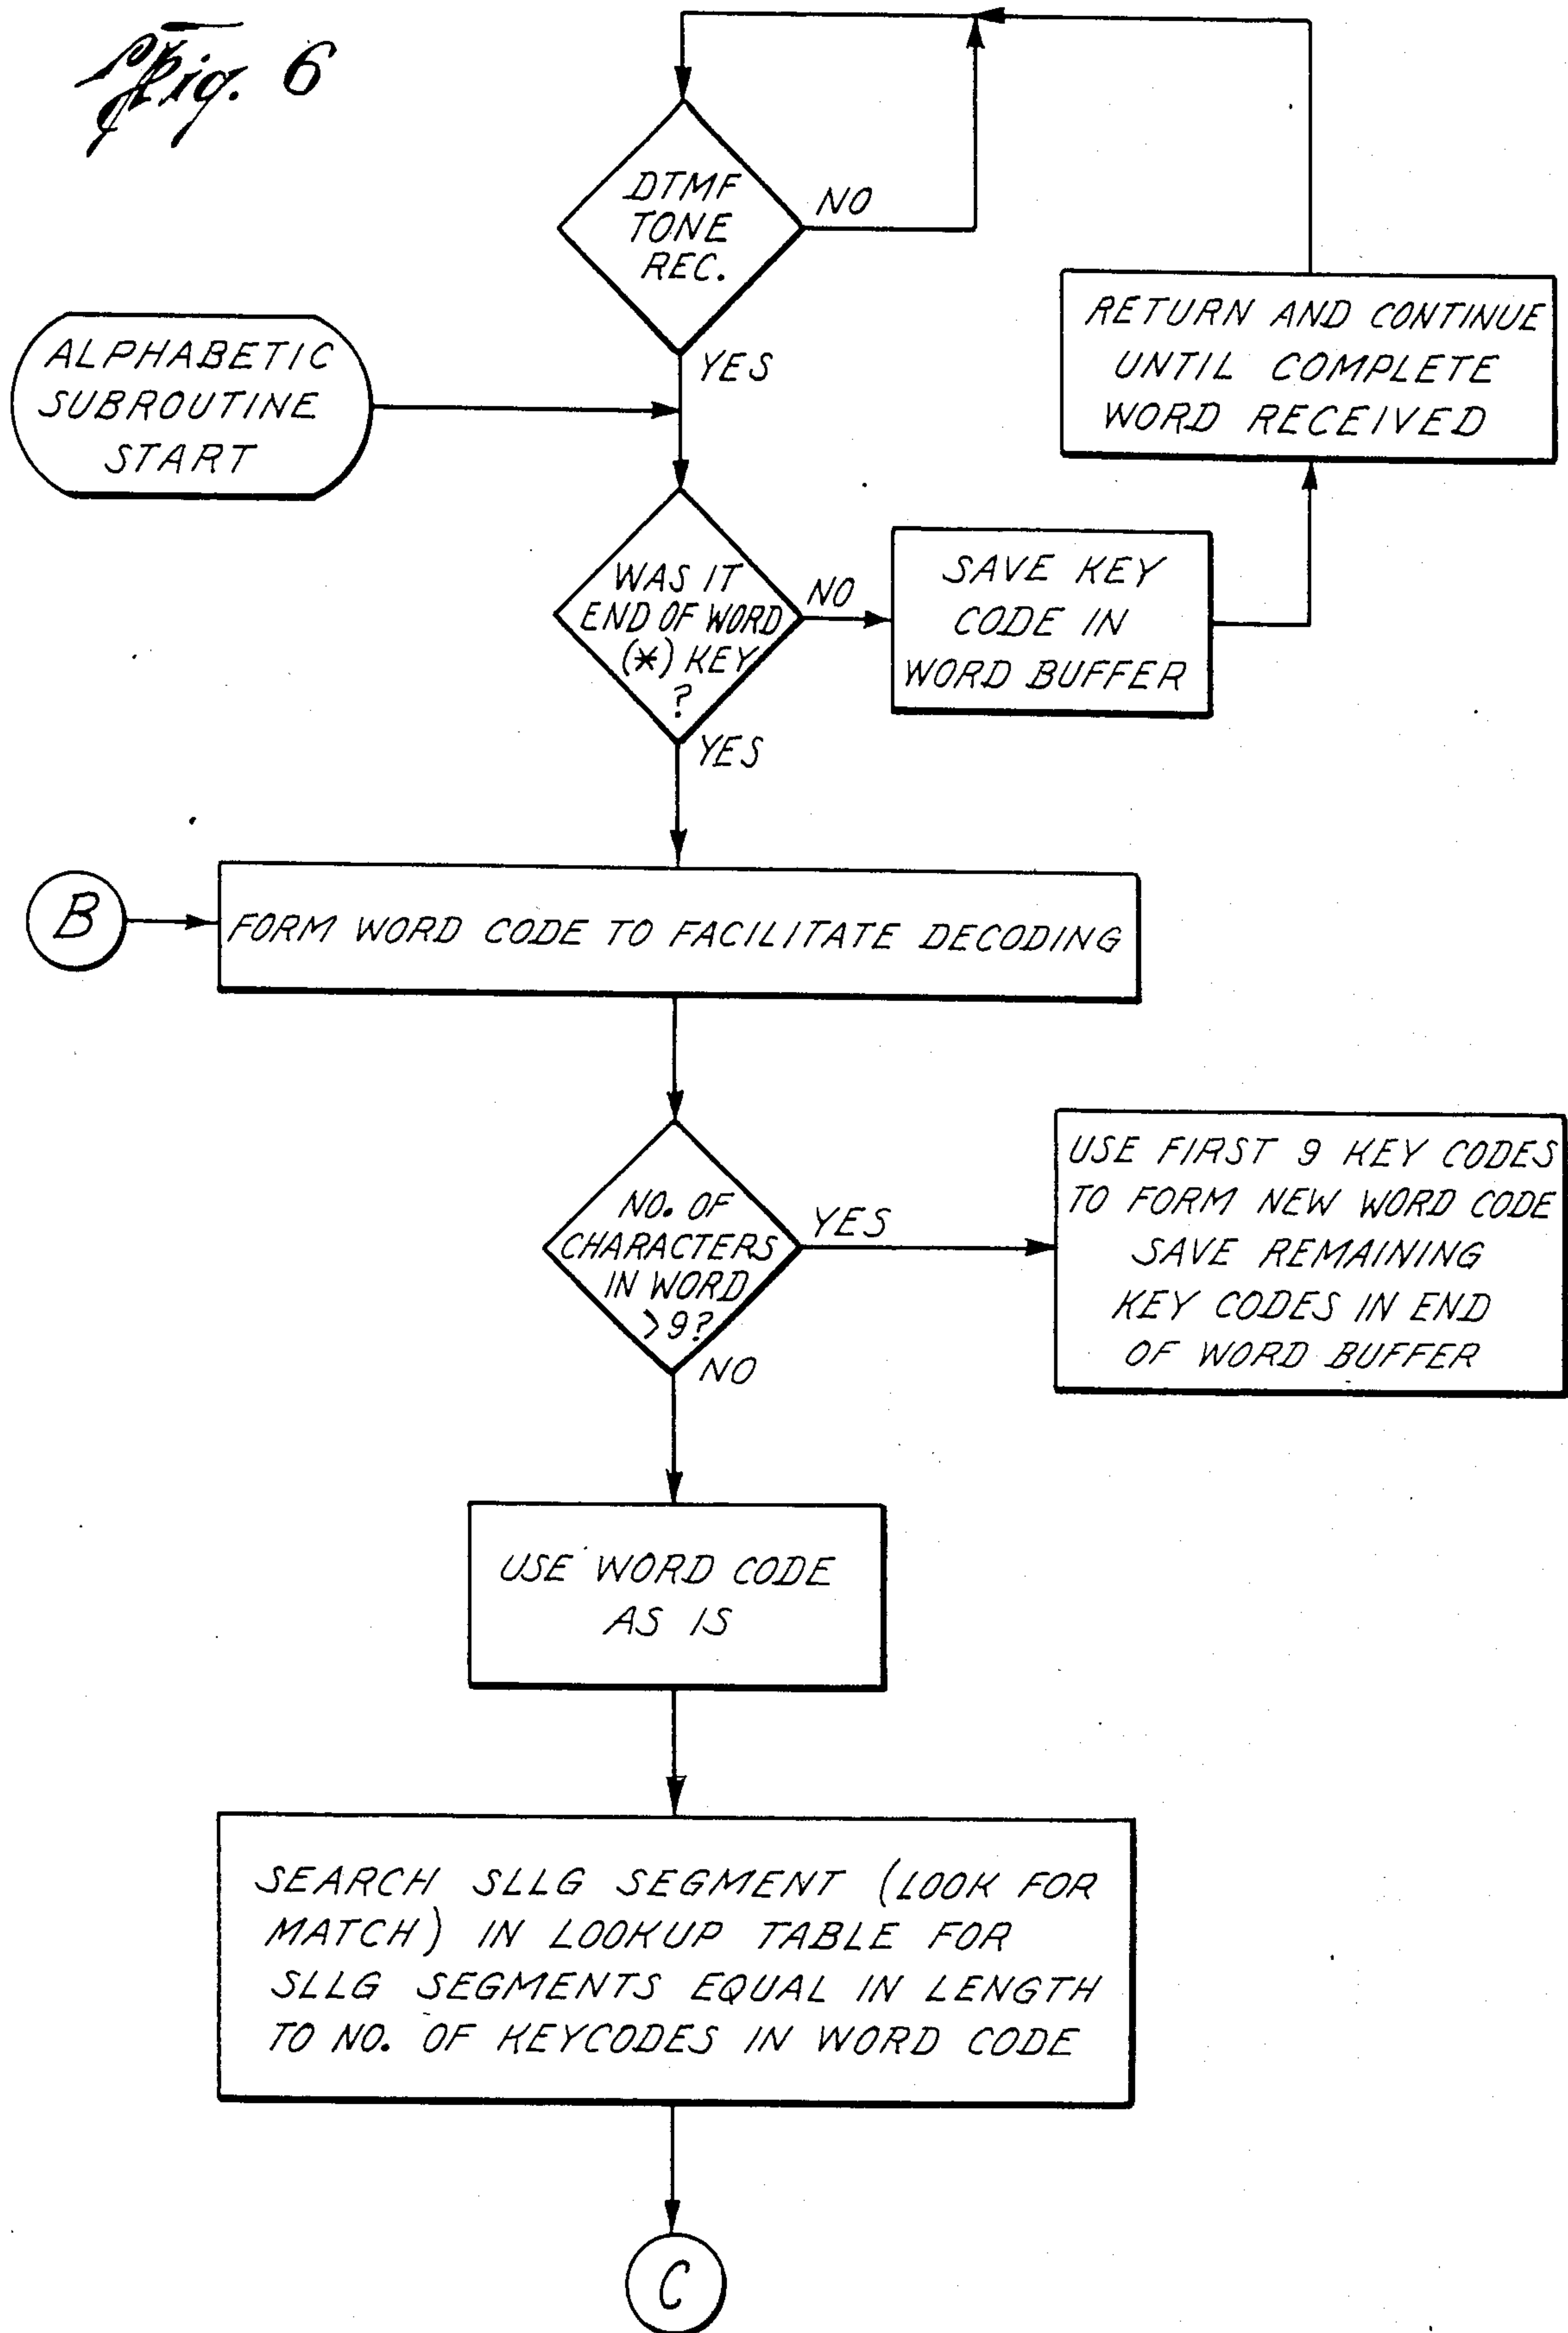 Fig. 6
DTMF
TONE
REC.
NO
YES
ALPHABETIC
SUBROUTINE
START
RETURN AND CONTINUE
UNTIL COMPLETE
WORD RECEIVED
WAS IT
END OF WORD
(*) KEY
?
NO
SAVE KEY
CODE IN
WORD BUFFER
YES
B
FORM WORD CODE TO FACILITATE DECODING
NO. OF
CHARACTERS
IN WORD
>9?
YES
USE FIRST 9 KEY CODES
TO FORM NEW WORD CODE
SAVE REMAINING
KEY CODES IN END
OF WORD BUFFER
NO
USE WORD CODE
AS IS
SEARCH SLLG SEGMENT (LOOK FOR
MATCH) IN LOOKUP TABLE FOR
SLLG SEGMENTS EQUAL IN LENGTH
TO NO. OF KEYCODES IN WORD CODE
C